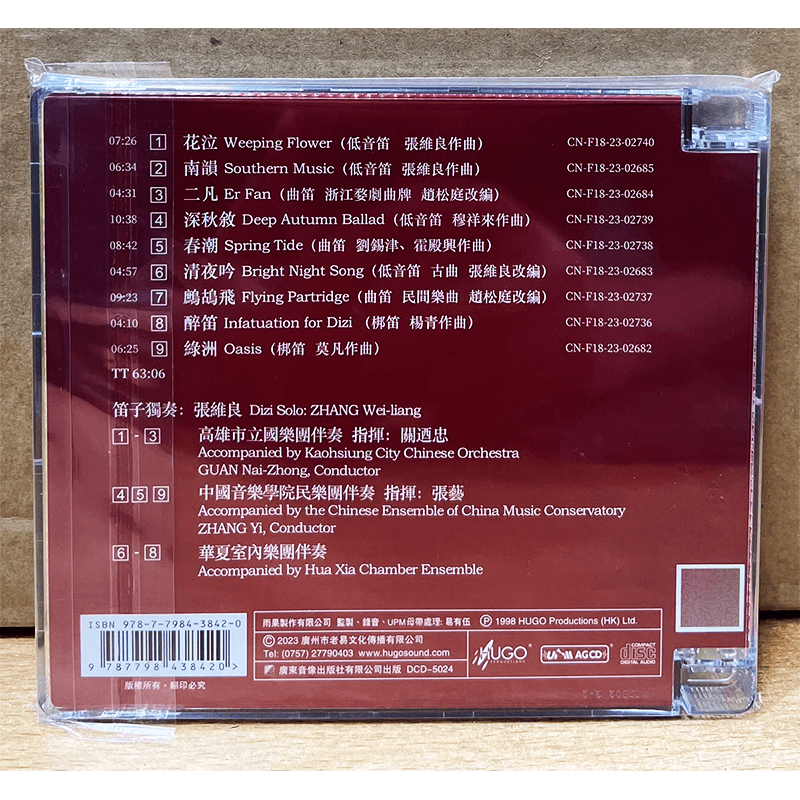 07:26 1 花泣 Weeping Flower (低音笛 張維良作曲) CN-F18-23-02740
06:34 2 南韻 Southern Music (低音笛 張維良作曲) CN-F18-23-02685
04:31 3 二凡 Er Fan (曲笛 浙江婺劇曲牌 趙松庭改編) CN-F18-23-02684
10:38 4 深秋敘 Deep Autumn Ballad (低音笛 穆祥來作曲) CN-F18-23-02739
08:42 5 春潮 Spring Tide (曲笛 劉錫津、霍殿興作曲) CN-F18-23-02738
04:57 6 清夜吟 Bright Night Song (低音笛 古曲 張維良改編) CN-F18-23-02683
09:23 7 鷓鴣飛 Flying Partridge (曲笛 民間樂曲 趙松庭改編) CN-F18-23-02737
04:10 8 醉笛 Infatuation for Dizi (梆笛 楊青作曲) CN-F18-23-02736
06:25 9 綠洲 Oasis (梆笛 莫凡作曲) CN-F18-23-02682
TT 63:06
笛子獨奏: 張維良 Dizi Solo: ZHANG Wei-liang
1 - 3 高雄市立國樂團伴奏 指揮: 關迺忠
Accompanied by Kaohsiung City Chinese Orchestra
GUAN Nai-Zhong, Conductor
4 5 9 中國音樂學院民樂團伴奏 指揮: 張藝
Accompanied by the Chinese Ensemble of China Music Conservatory
ZHANG Yi, Conductor
6 - 8 華夏室內樂團伴奏
Accompanied by Hua Xia Chamber Ensemble
ISBN 978-7-7984-3842-0
9 787798 438420 >
版權所有·翻印必究
雨果製作有限公司 監製、錄音、UPM母帶處理: 易有伍 Ⓟ 1998 HUGO Productions (HK) Ltd.
© 2023 廣州市老易文化傳播有限公司
Tel: (0757) 27790403 www.hugosound.com
廣東音像出版社有限公司出版 DCD-5024
HUGO
PRODUCTIONS
AGCD
COMPACT
disc
DIGITAL AUDIO